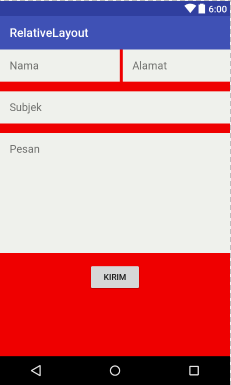 6:00
RelativeLayout
Nama Alamat
Subjek
Pesan
KIRIM